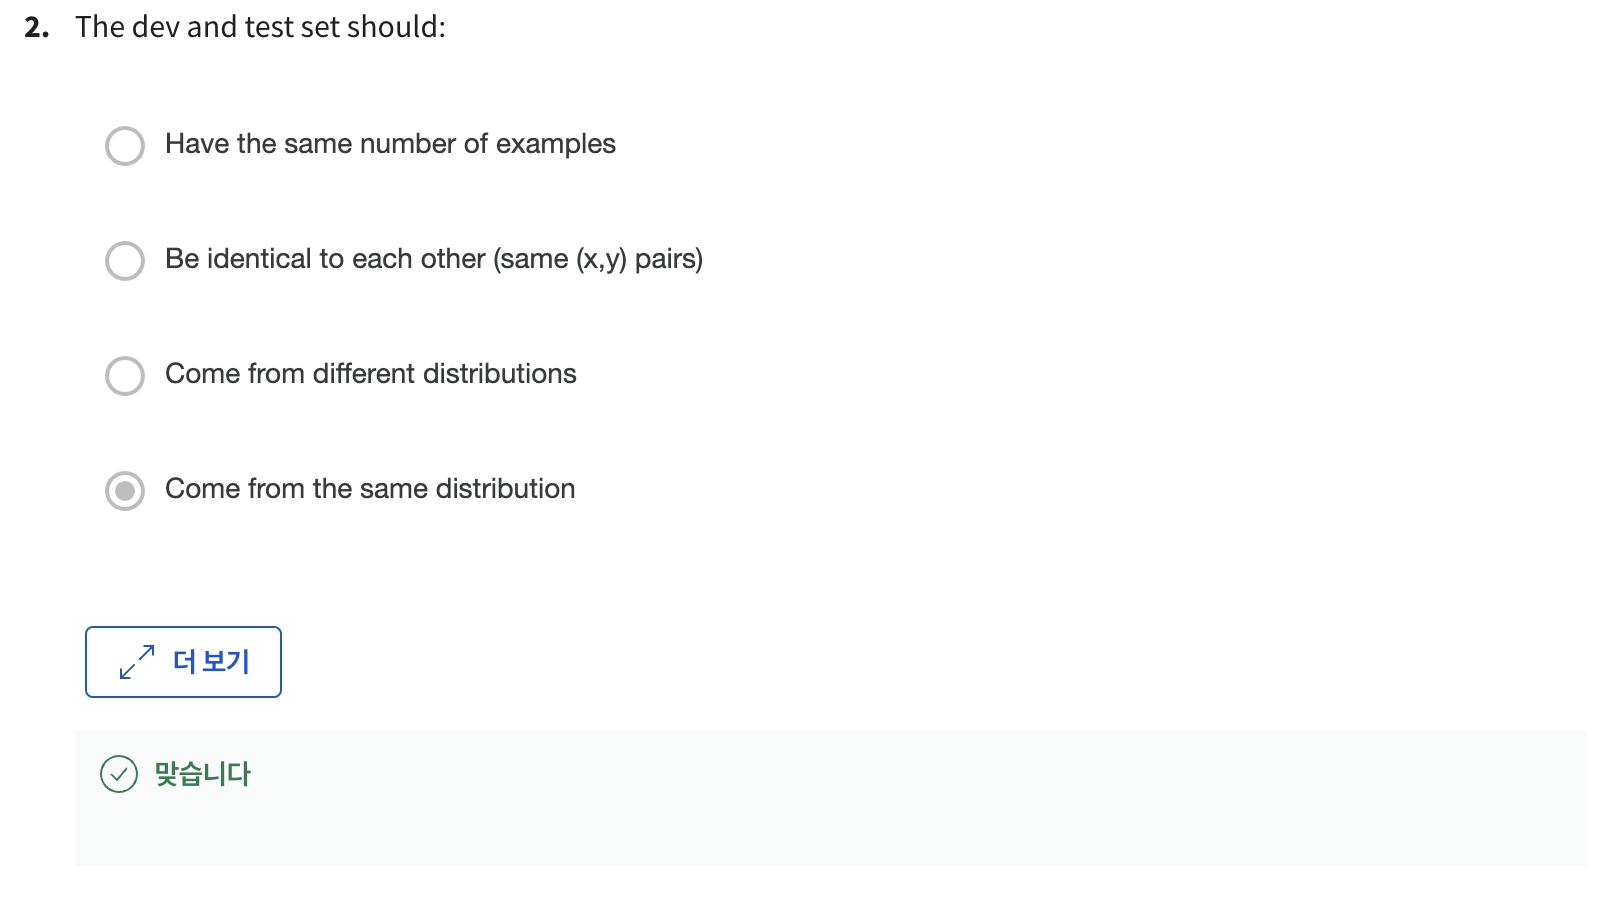 2. The dev and test set should:
Have the same number of examples
Be identical to each other (same (x,y) pairs)
Come from different distributions
Come from the same distribution
더 보기
맞습니다